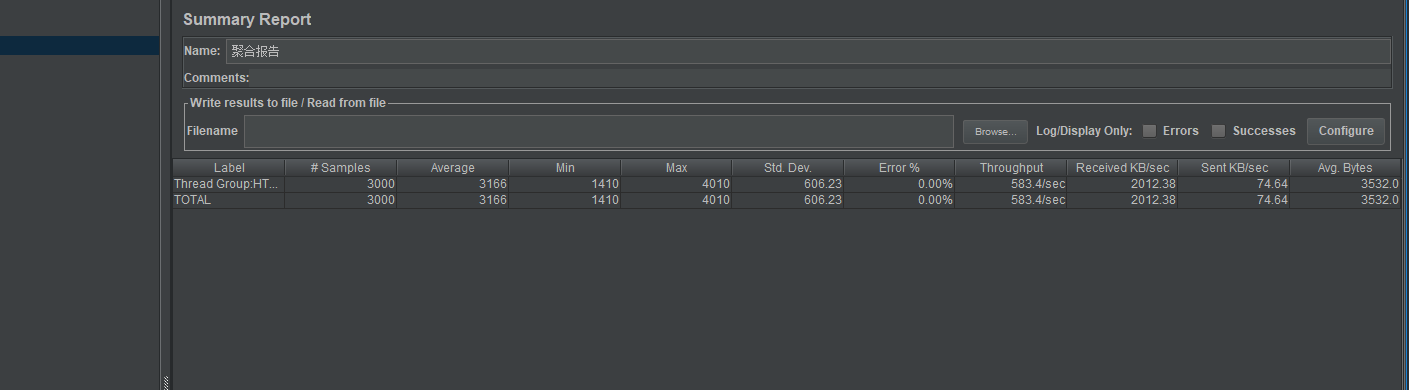 Summary Report
Name: 聚合报告
Comments:
Write results to file / Read from file
Filename Browse... Log/Display Only: Errors Successes Configure
Label # Samples Average Min Max Std. Dev. Error % Throughput Received KB/sec Sent KB/sec Avg. Bytes
Thread Group:HT... 3000 3166 1410 4010 606.23 0.00% 583.4/sec 2012.38 74.64 3532.0
TOTAL 3000 3166 1410 4010 606.23 0.00% 583.4/sec 2012.38 74.64 3532.0